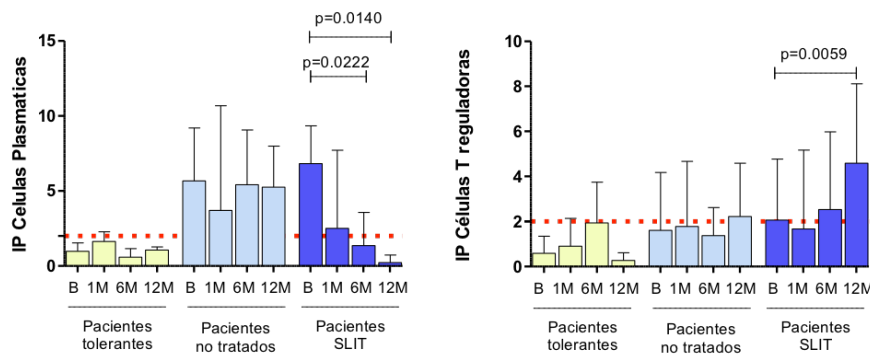 p=0.0140
p=0.0222
15
10
5
0
IP Celulas Plasmaticas
B 1M 6M 12M B 1M 6M 12M B 1M 6M 12M
Pacientes tolerantes
Pacientes no tratados
Pacientes SLIT
p=0.0059
10
8
6
4
2
0
IP Células T reguladoras
B 1M 6M 12M B 1M 6M 12M B 1M 6M 12M
Pacientes tolerantes
Pacientes no tratados
Pacientes SLIT